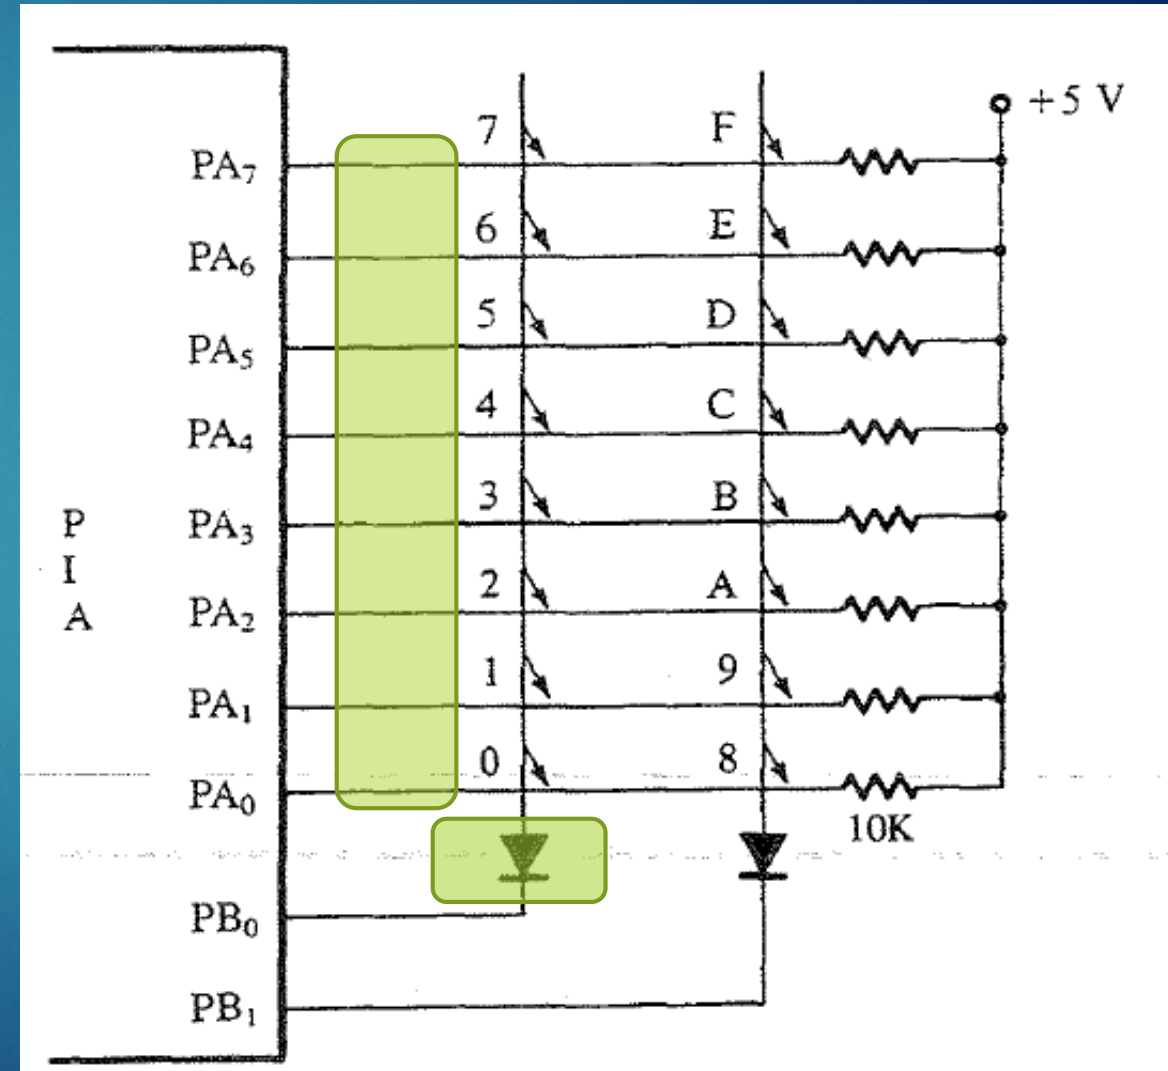 +5 V
7 F
PA₇
6 E
PA₆
5 D
PA₅
4 C
PA₄
3 B
P
PA₃
I
2 A
A
PA₂
1 9
PA₁
0 8
PA₀
10K
PB₀
PB₁